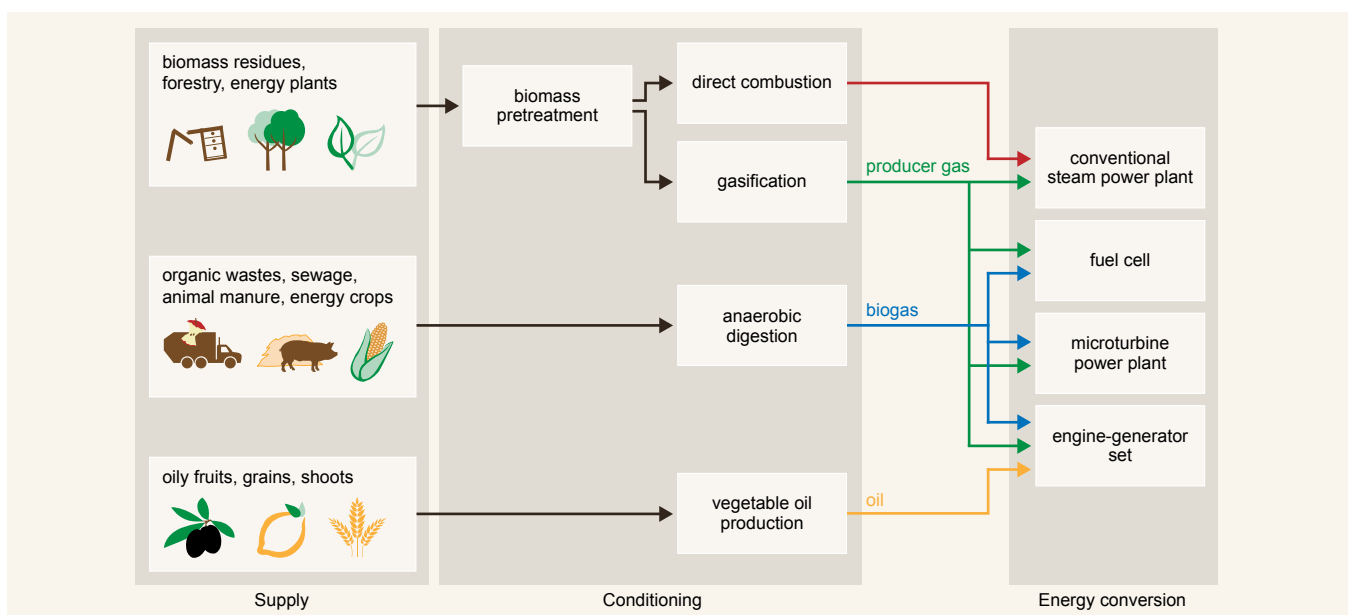 biomass residues,
forestry, energy plants
biomass
pretreatment
direct combustion
gasification
producer gas
conventional
steam power plant
fuel cell
organic wastes, sewage,
animal manure, energy crops
anaerobic
digestion
biogas
microturbine
power plant
engine-generator
set
oily fruits, grains, shoots
vegetable oil
production
oil
Supply
Conditioning
Energy conversion